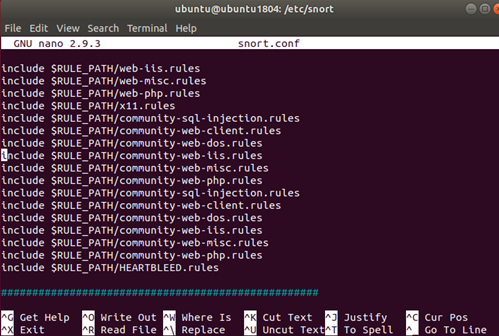 ubuntu@ubuntu1804: /etc/snort
File Edit View Search Terminal Help
GNU nano 2.9.3 snort.conf
include $RULE_PATH/web-iis.rules
include $RULE_PATH/web-misc.rules
include $RULE_PATH/web-php.rules
include $RULE_PATH/x11.rules
include $RULE_PATH/community-sql-injection.rules
include $RULE_PATH/community-web-client.rules
include $RULE_PATH/community-web-dos.rules
include $RULE_PATH/community-web-iis.rules
include $RULE_PATH/community-web-misc.rules
include $RULE_PATH/community-web-php.rules
include $RULE_PATH/community-sql-injection.rules
include $RULE_PATH/community-web-client.rules
include $RULE_PATH/community-web-dos.rules
include $RULE_PATH/community-web-iis.rules
include $RULE_PATH/community-web-misc.rules
include $RULE_PATH/community-web-php.rules
include $RULE_PATH/HEARTBLEED.rules
###################################################
^G Get Help ^O Write Out ^W Where Is ^K Cut Text ^J Justify ^C Cur Pos
^X Exit ^R Read File ^\ Replace ^U Uncut Text ^T To Spell ^_ Go To Line